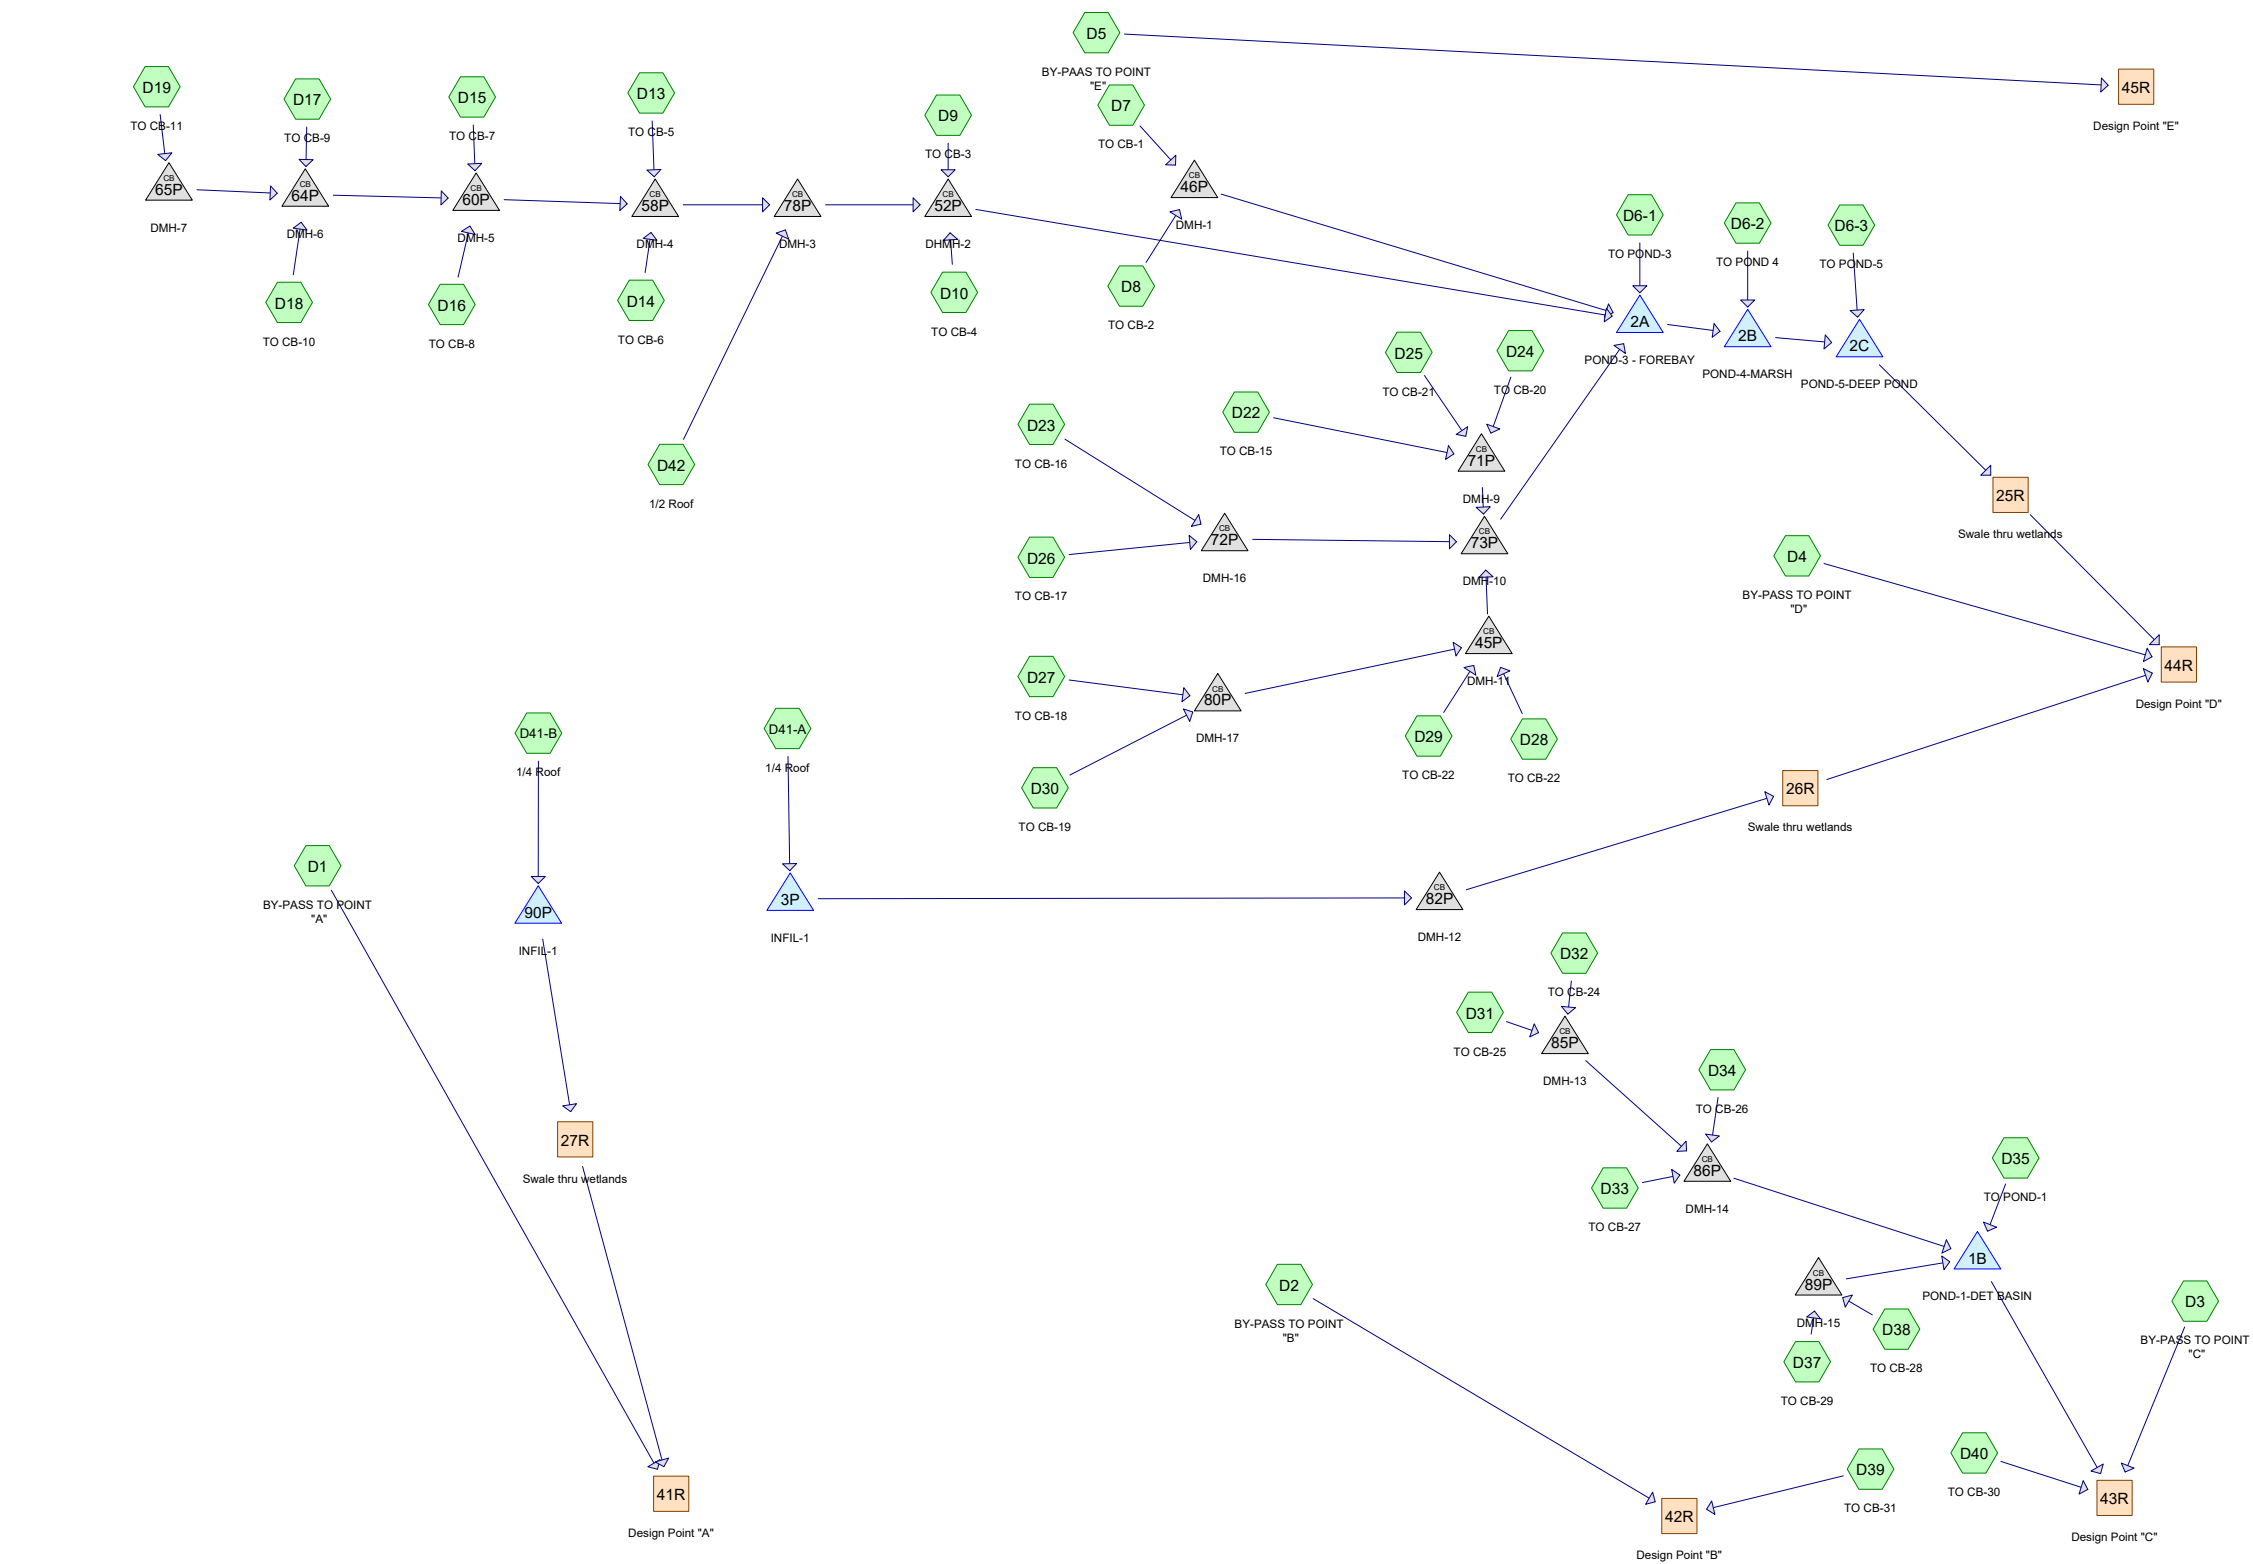 D5
BY-PAAS TO POINT
"E"
45R
Design Point "E"
D19
TO CB-11
D17
TO CB-9
D15
TO CB-7
D13
TO CB-5
D9
TO CB-3
D7
TO CB-1
CB
65P
DMH-7
CB
64P
DMH-6
CB
60P
DMH-5
CB
58P
DMH-4
CB
78P
DMH-3
CB
52P
DHMH-2
CB
46P
DMH-1
D6-1
TO POND-3
D6-2
TO POND 4
D6-3
TO POND-5
D18
TO CB-10
D16
TO CB-8
D14
TO CB-6
D10
TO CB-4
D8
TO CB-2
2A
POND-3 - FOREBAY
2B
POND-4-MARSH
2C
POND-5-DEEP POND
D25
TO CB-21
D24
TO CB-20
D23
TO CB-16
D22
TO CB-15
CB
71P
DMH-9
D42
1/2 Roof
25R
Swale thru wetlands
D26
TO CB-17
CB
72P
DMH-16
CB
73P
DMH-10
D4
BY-PASS TO POINT
"D"
CB
45P
DMH-11
44R
Design Point "D"
D27
TO CB-18
CB
80P
DMH-17
D29
TO CB-22
D28
TO CB-22
D41-B
1/4 Roof
D41-A
1/4 Roof
D30
TO CB-19
26R
Swale thru wetlands
D1
BY-PASS TO POINT
"A"
90P
INFIL-1
3P
INFIL-1
CB
82P
DMH-12
D32
TO CB-24
D31
TO CB-25
CB
85P
DMH-13
D34
TO CB-26
27R
Swale thru wetlands
CB
86P
DMH-14
D33
TO CB-27
D35
TO POND-1
1B
POND-1-DET BASIN
CB
89P
DMH-15
D2
BY-PASS TO POINT
"B"
D3
BY-PASS TO POINT
"C"
D38
TO CB-28
D37
TO CB-29
D40
TO CB-30
D39
TO CB-31
41R
Design Point "A"
42R
Design Point "B"
43R
Design Point "C"